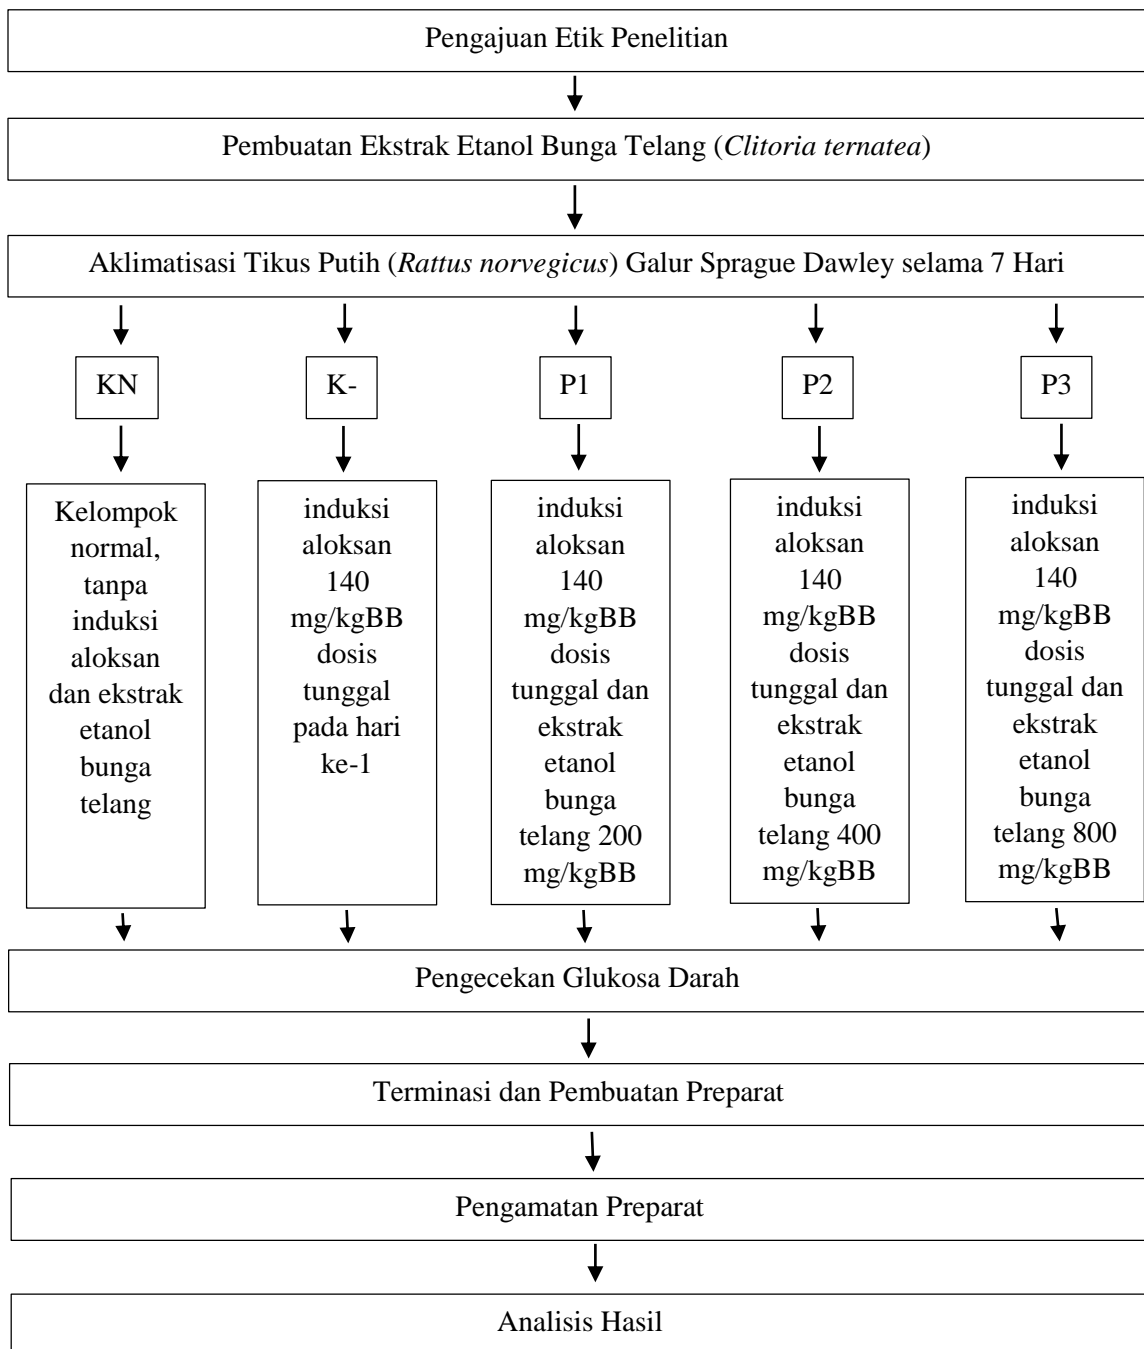 Pengajuan Etik Penelitian
Pembuatan Ekstrak Etanol Bunga Telang (Clitoria ternatea)
Aklimatisasi Tikus Putih (Rattus norvegicus) Galur Sprague Dawley selama 7 Hari
KN
K-
P1
P2
P3
Kelompok
normal,
tanpa
induksi
aloksan
dan ekstrak
etanol
bunga
telang
induksi
aloksan
140
mg/kgBB
dosis
tunggal
pada hari
ke-1
induksi
aloksan
140
mg/kgBB
dosis
tunggal dan
ekstrak
etanol
bunga
telang 200
mg/kgBB
induksi
aloksan
140
mg/kgBB
dosis
tunggal dan
ekstrak
etanol
bunga
telang 400
mg/kgBB
induksi
aloksan
140
mg/kgBB
dosis
tunggal dan
ekstrak
etanol
bunga
telang 800
mg/kgBB
Pengecekan Glukosa Darah
Terminasi dan Pembuatan Preparat
Pengamatan Preparat
Analisis Hasil